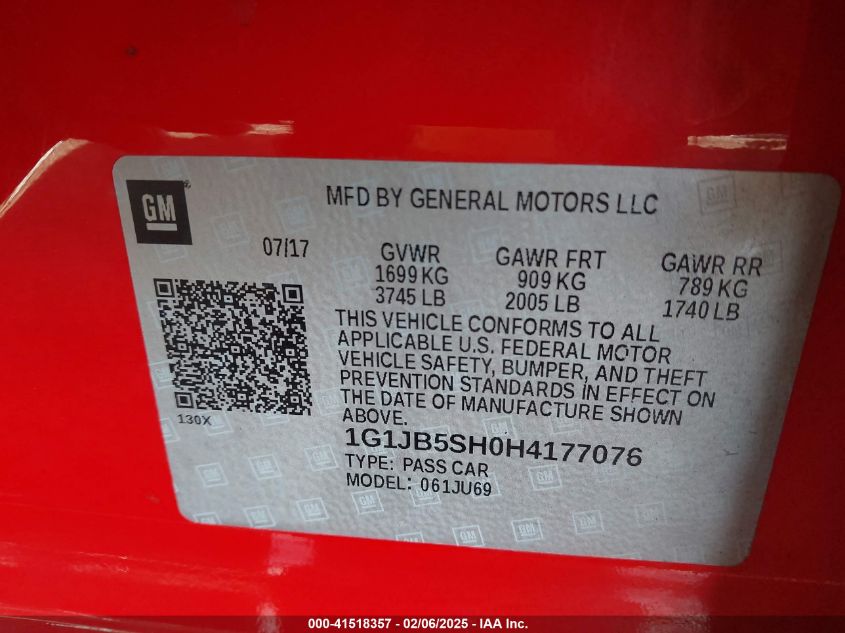 GM
MFD BY GENERAL MOTORS LLC
07/17
GVWR
1699 KG
3745 LB
GAWR FRT
909 KG
2005 LB
GAWR RR
789 KG
1740 LB
THIS VEHICLE CONFORMS TO ALL
APPLICABLE U.S. FEDERAL MOTOR
VEHICLE SAFETY, BUMPER, AND THEFT
PREVENTION STANDARDS IN EFFECT ON
THE DATE OF MANUFACTURE SHOWN
ABOVE.
130X
1G1JB5SH0H4177076
TYPE: PASS CAR
MODEL: 061JU69
000-41518357 - 02/06/2025 - IAA Inc.